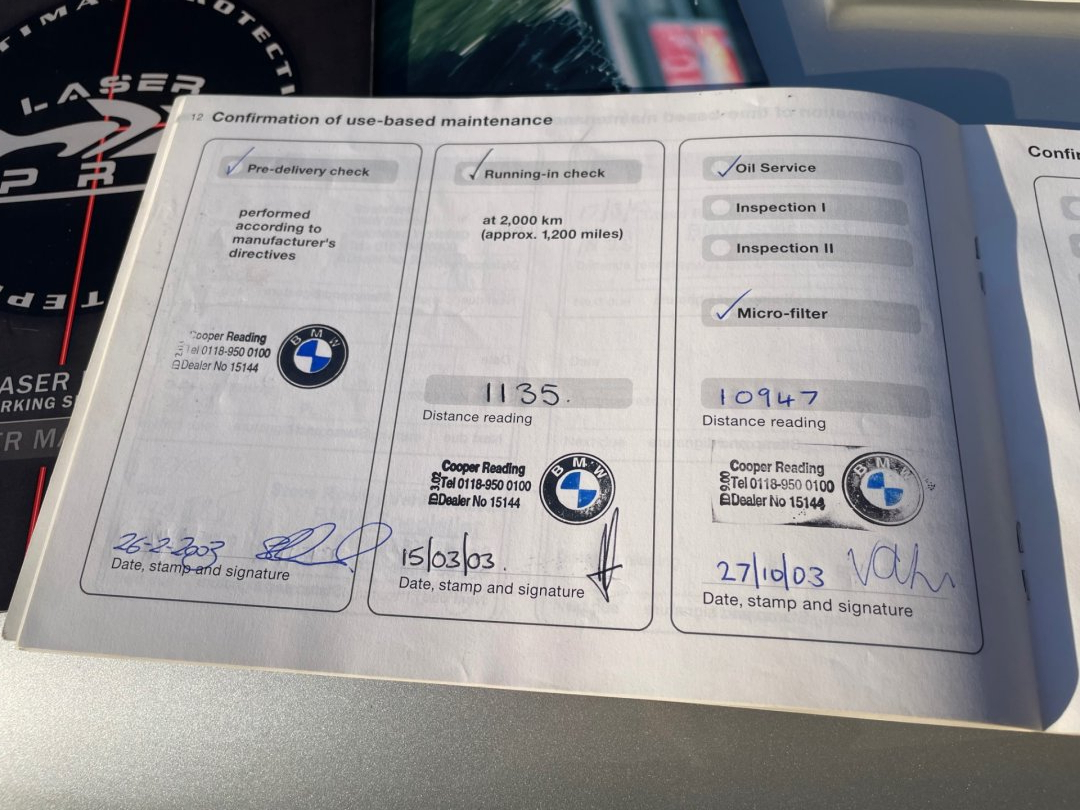 LASER
12 Confirmation of use-based maintenance
Pre-delivery check
performed
according to
manufacturer's
directives
Cooper Reading
Tel 0118-950 0100
Dealer No 15144
BMW
26-2-2003
Date, stamp and signature
Running-in check
at 2,000 km
(approx. 1,200 miles)
1135.
Distance reading
Cooper Reading
Tel 0118-950 0100
Dealer No 15144
BMW
15/03/03.
Date, stamp and signature
Oil Service
Inspection I
Inspection II
Micro-filter
10947
Distance reading
Cooper Reading
Tel 0118-950 0100
Dealer No 15144
BMW
27/10/03
Date, stamp and signature